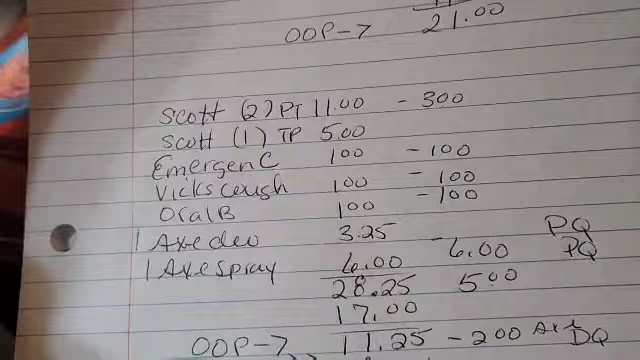 21.00
OOP-7
Scott (2) PT 11.00 - 300
Scott (1) TP 5.00
EmergenC 100 - 100
Vicks cough 100 - 100
Oral B 100 - 100
1 Axe deo 3.25 - 6.00 PQ
1 Axe spray 6.00 5.00 PQ
28.25
17.00
OOP-7 11.25 - 200 Axe DQ